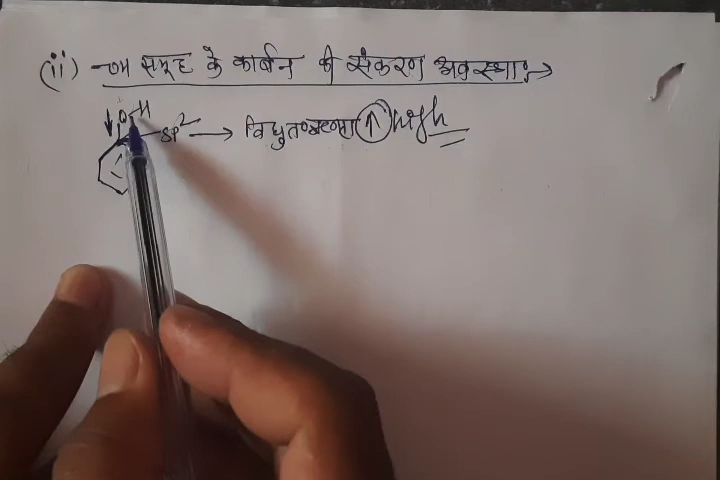 (ii) -OH समूह के कार्बन की संकरण अवस्था :→
↓ :O-H
sp² → विधुतऋणता ↑ high